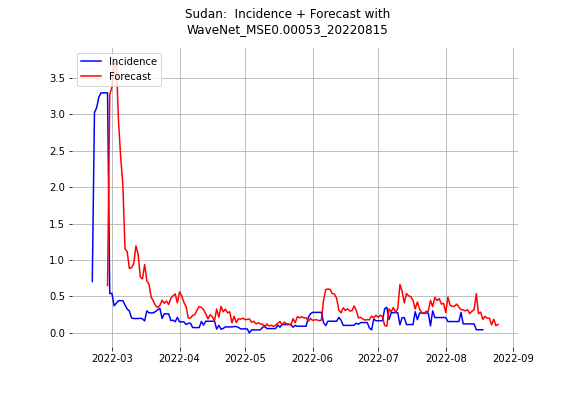 Sudan:  Incidence + Forecast with
WaveNet_MSE0.00053_20220815
Incidence
Forecast
3.5
3.0
2.5
2.0
1.5
1.0
0.5
0.0
2022-03 2022-04 2022-05 2022-06 2022-07 2022-08 2022-09